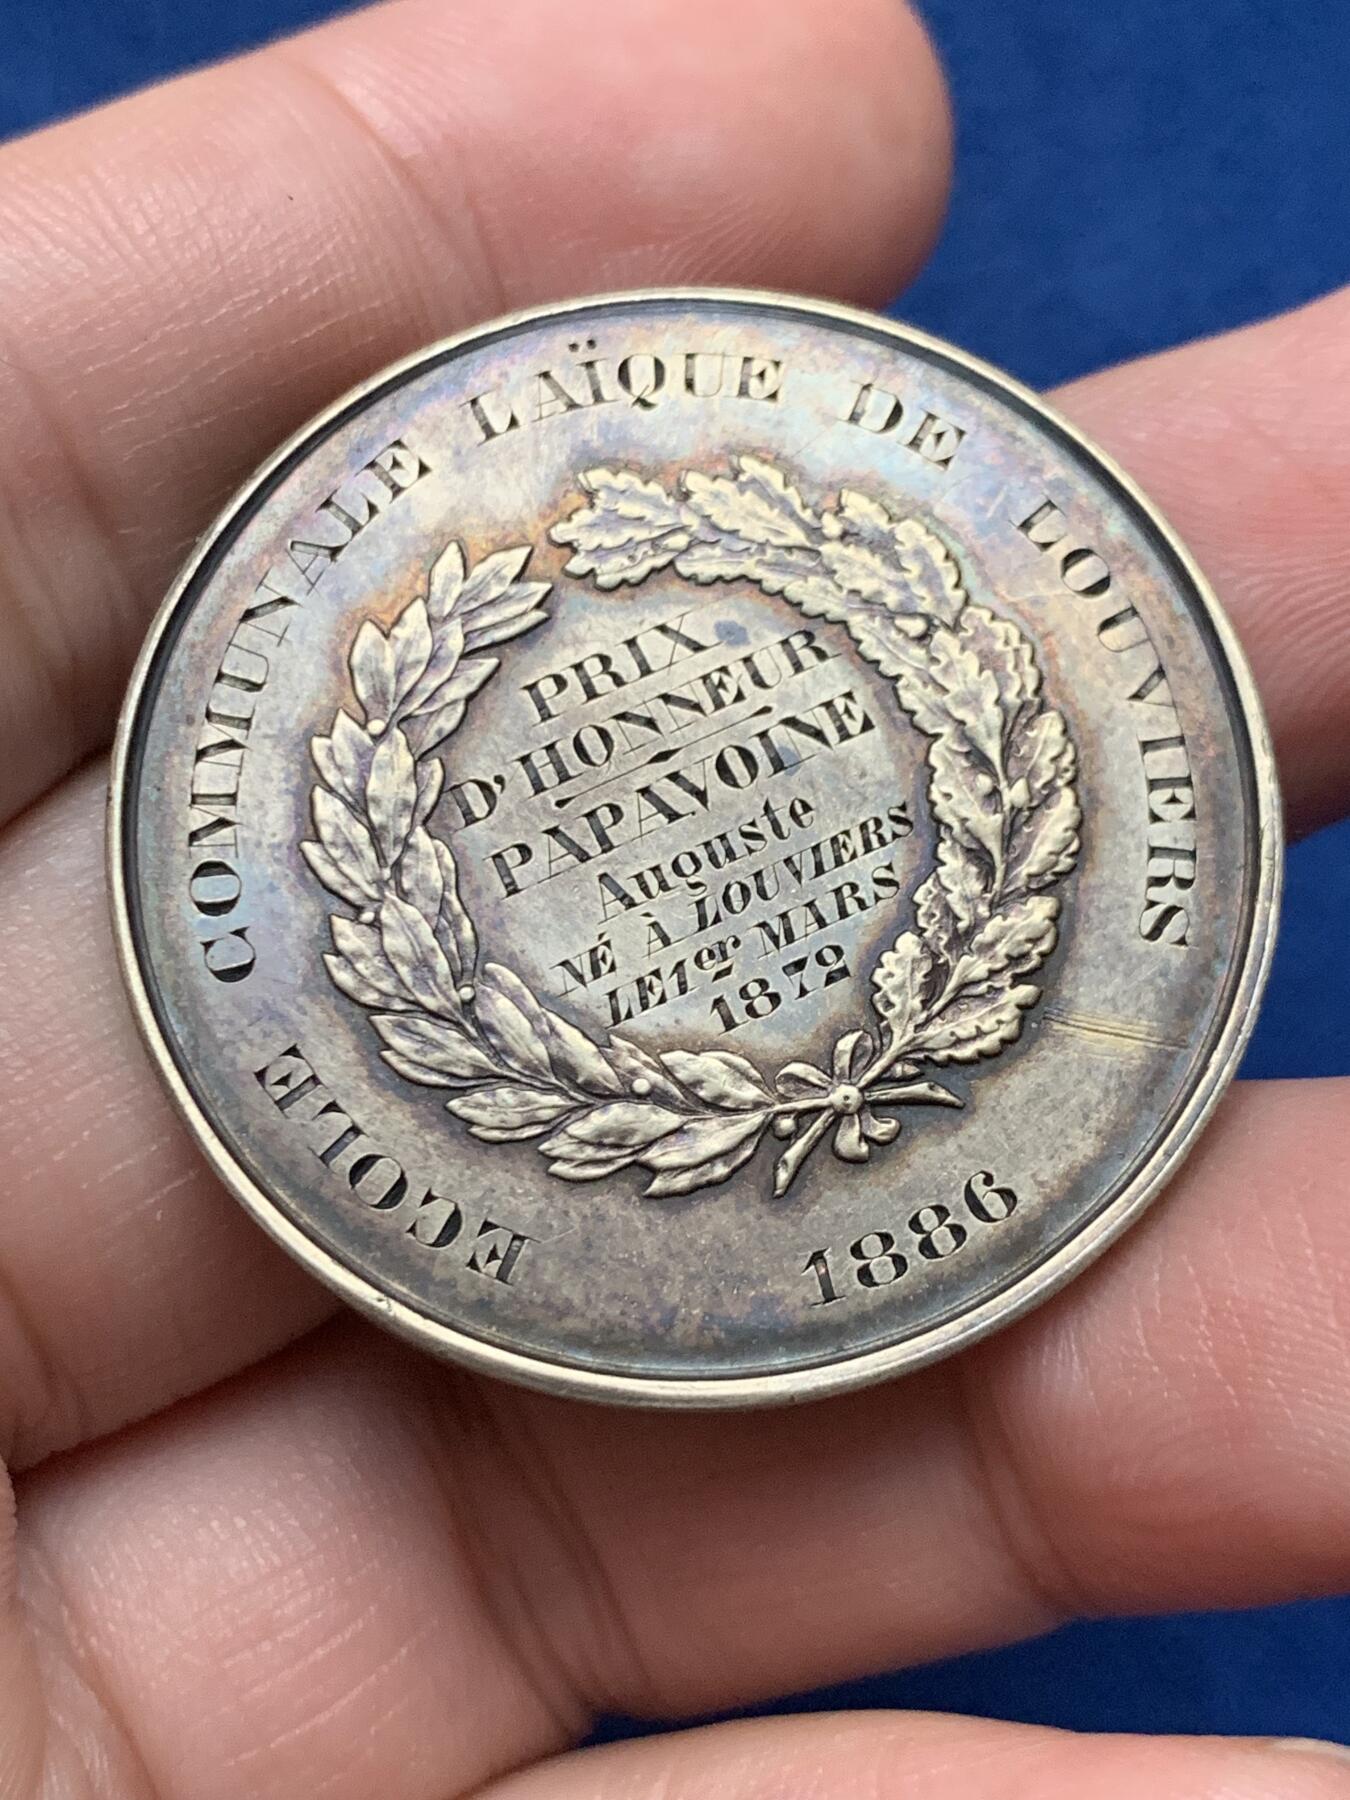 ECOLE COMMUNALE LAÏQUE DE LOUVIERS
PRIX
D'HONNEUR
PAPAVOINE
Auguste
NÉ À LOUVIERS
LE 1er MARS
1872
1886